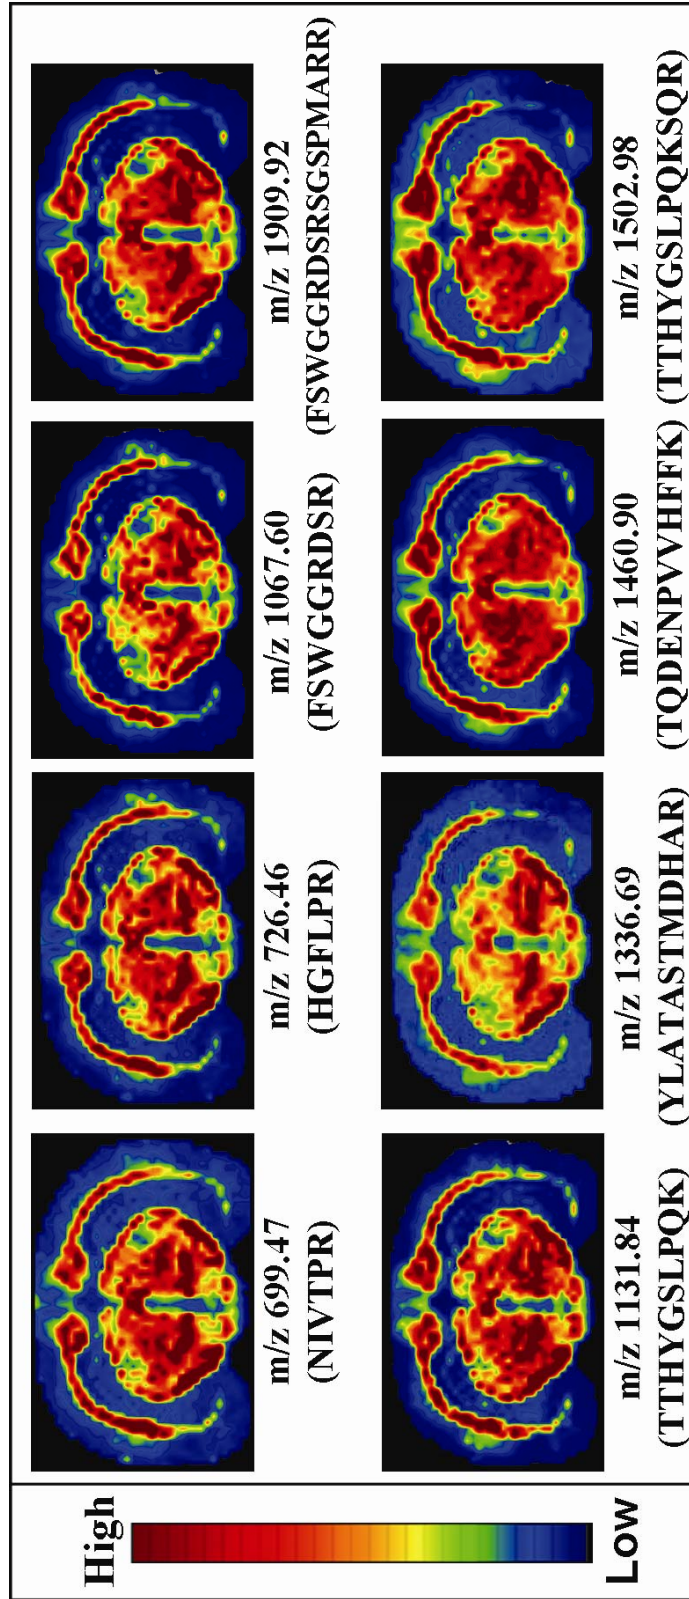 High
Low
m/z 699.47
(NIVTPR)
m/z 726.46
(HGFLPR)
m/z 1067.60
(FSWGGRDSR)
m/z 1909.92
(FSWGGRDSRSGSPMARR)
m/z 1131.84
(TTHYGSLPQK)
m/z 1336.69
(YLATASTMDHAR)
m/z 1460.90
(TQDENPVVHFFK)
m/z 1502.98
(TTHYGSLPQKSQR)